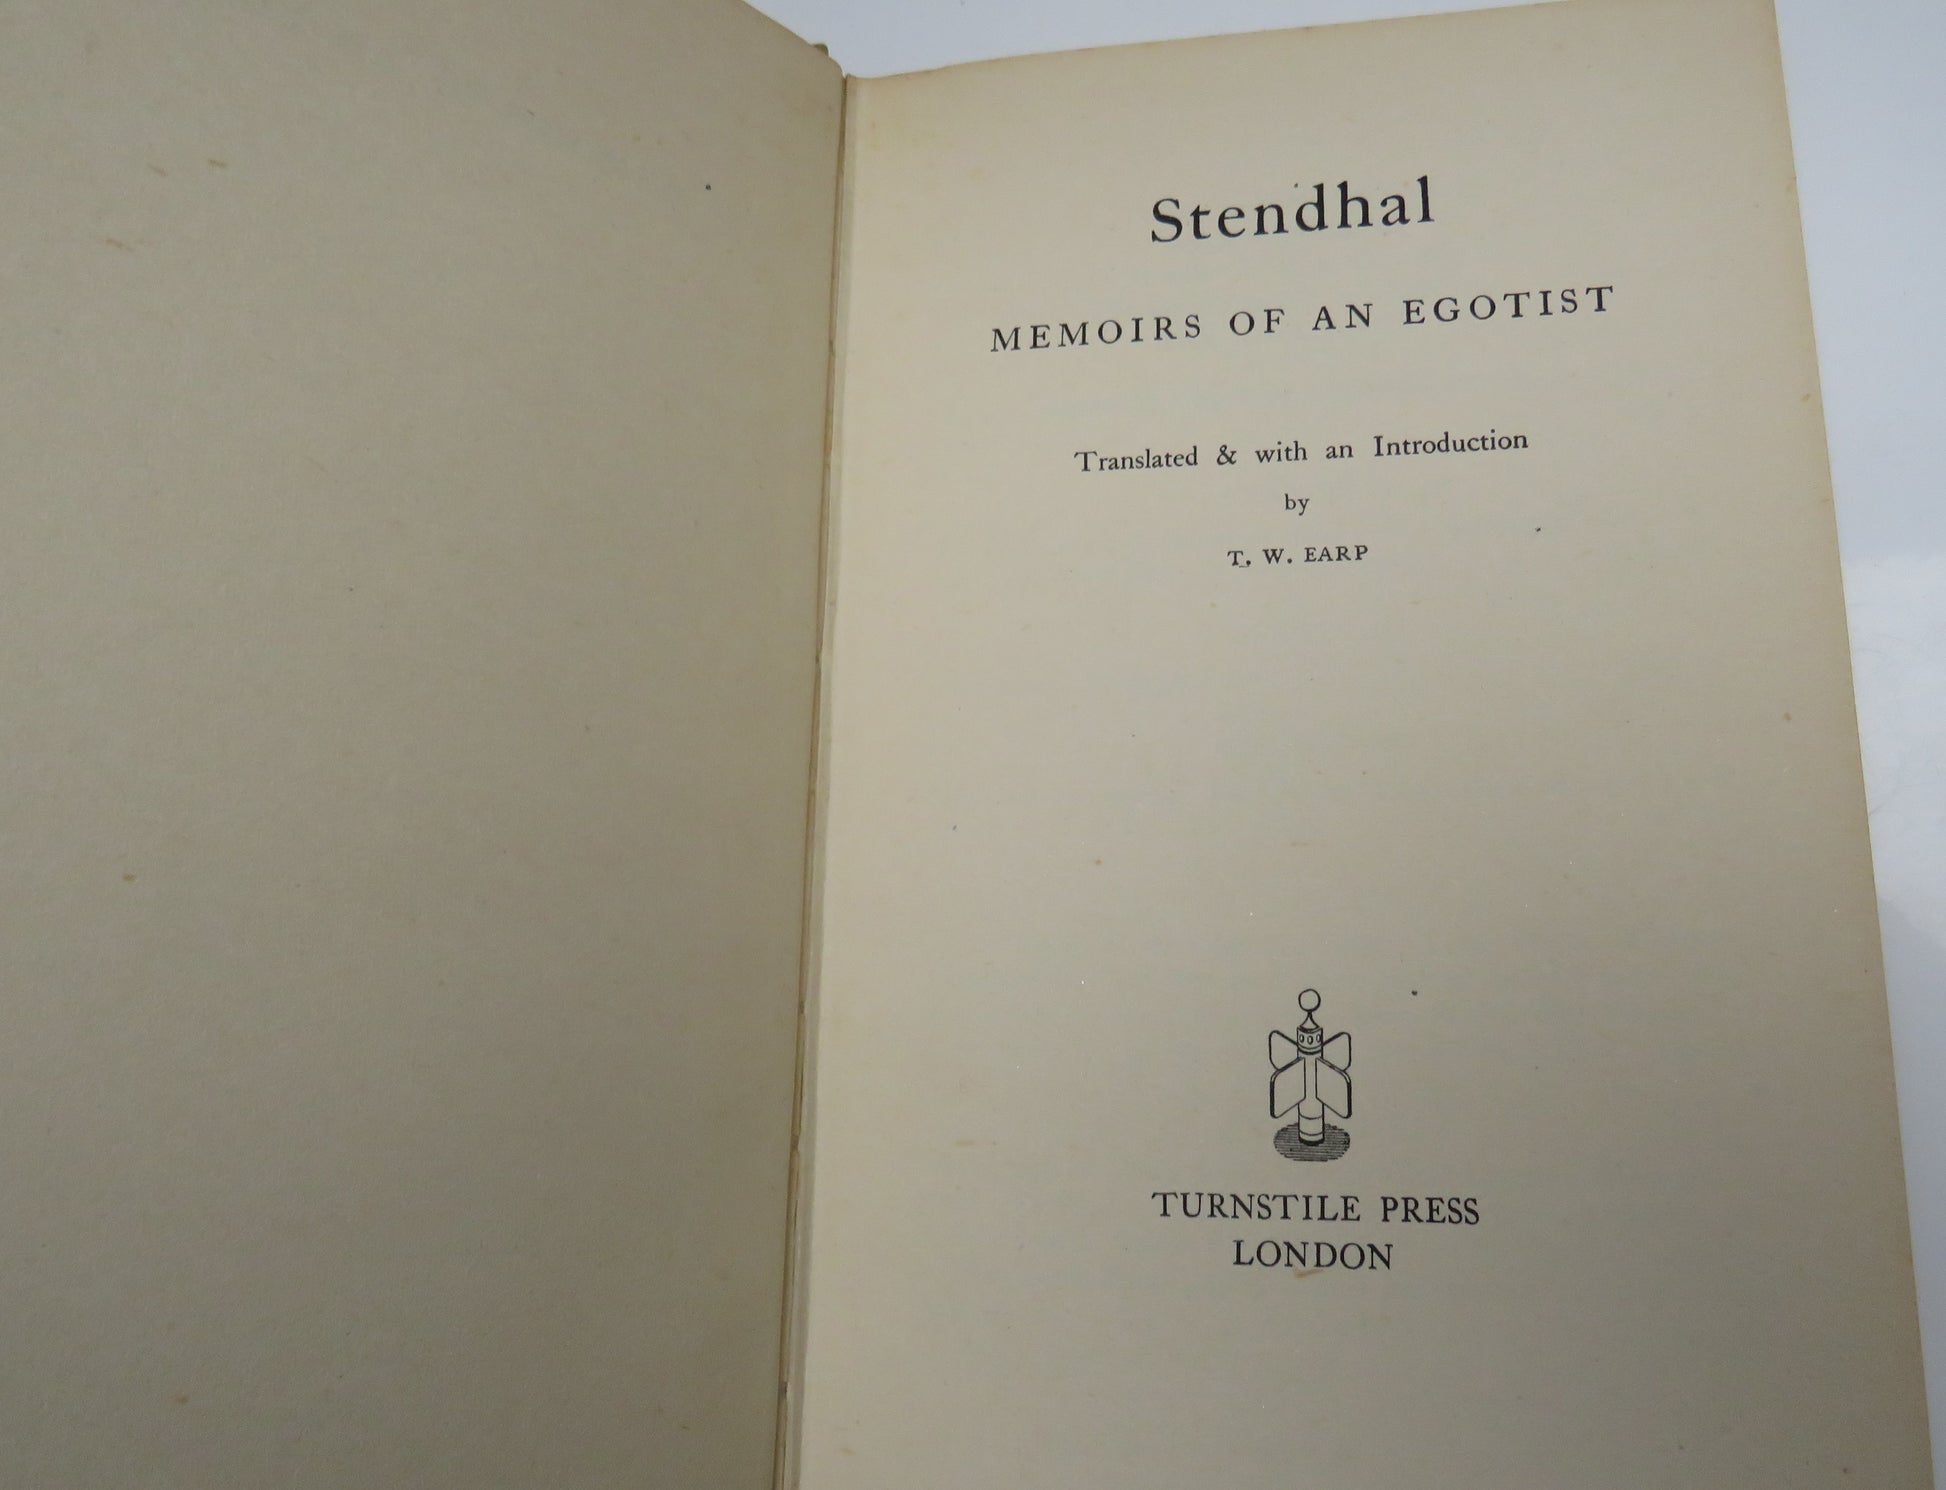 Stendhal
MEMOIRS OF AN EGOTIST
Translated & with an Introduction
by
T. W. EARP
TURNSTILE PRESS
LONDON